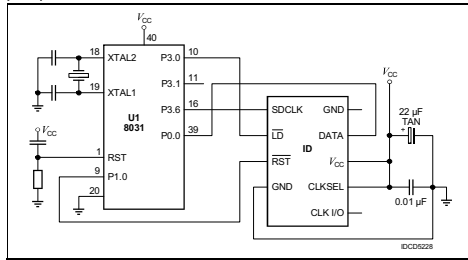 VCC
40
18 XTAL2 P3.0 10
P3.1 11
19 XTAL1 P3.6 16
U1
8031
P0.0 39
VCC
1 RST
9 P1.0
20
SDCLK GND
LD DATA
ID
RST VCC
GND CLKSEL
CLK I/O
VCC
22 µF
TAN
+
0.01 µF
IDCD5228